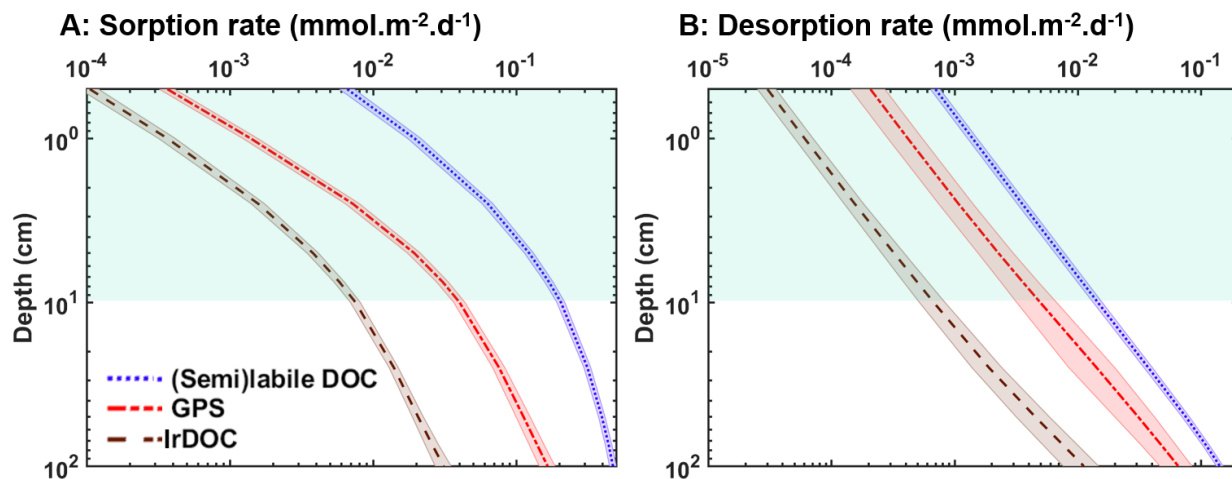 A: Sorption rate (mmol.m⁻².d⁻¹)
10⁻⁴ 10⁻³ 10⁻² 10⁻¹
Depth (cm)
10⁰
10¹
10²
(Semi)labile DOC
GPS
IrDOC
B: Desorption rate (mmol.m⁻².d⁻¹)
10⁻⁵ 10⁻⁴ 10⁻³ 10⁻² 10⁻¹
Depth (cm)
10⁰
10¹
10²